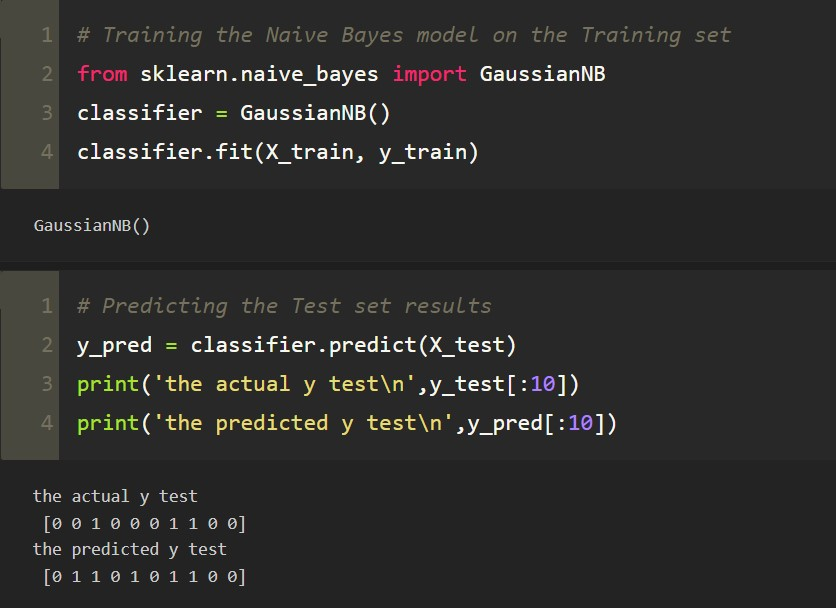 1 # Training the Naive Bayes model on the Training set
2 from sklearn.naive_bayes import GaussianNB
3 classifier = GaussianNB()
4 classifier.fit(X_train, y_train)
GaussianNB()
1 # Predicting the Test set results
2 y_pred = classifier.predict(X_test)
3 print('the actual y test\n',y_test[:10])
4 print('the predicted y test\n',y_pred[:10])
the actual y test
[0 0 1 0 0 0 1 1 0 0]
the predicted y test
[0 1 1 0 1 0 1 1 0 0]